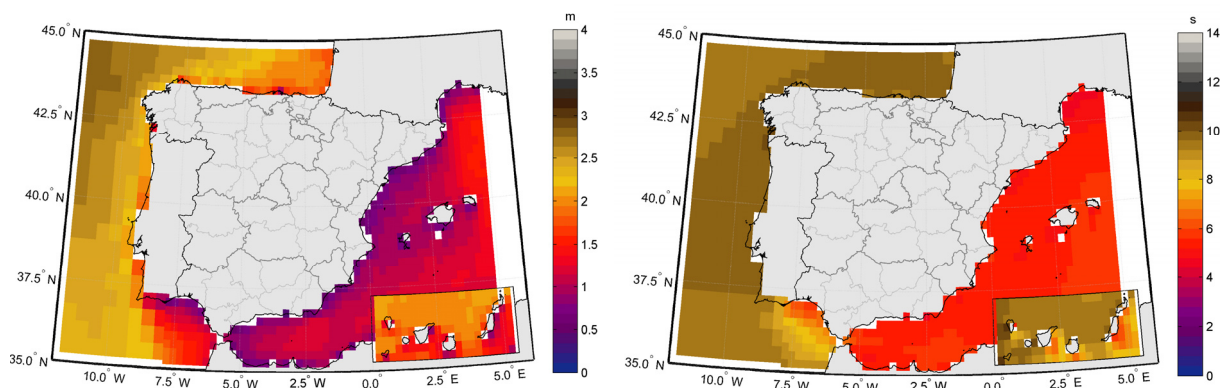 m
45.0° N
42.5° N
40.0° N
37.5° N
35.0° N
10.0° W
7.5° W
5.0° W
2.5° W
0.0°
2.5° E
5.0° E
4
3.5
3
2.5
2
1.5
1
0.5
0
s
45.0° N
42.5° N
40.0° N
37.5° N
35.0° N
10.0° W
7.5° W
5.0° W
2.5° W
0.0°
2.5° E
5.0° E
14
12
10
8
6
4
2
0